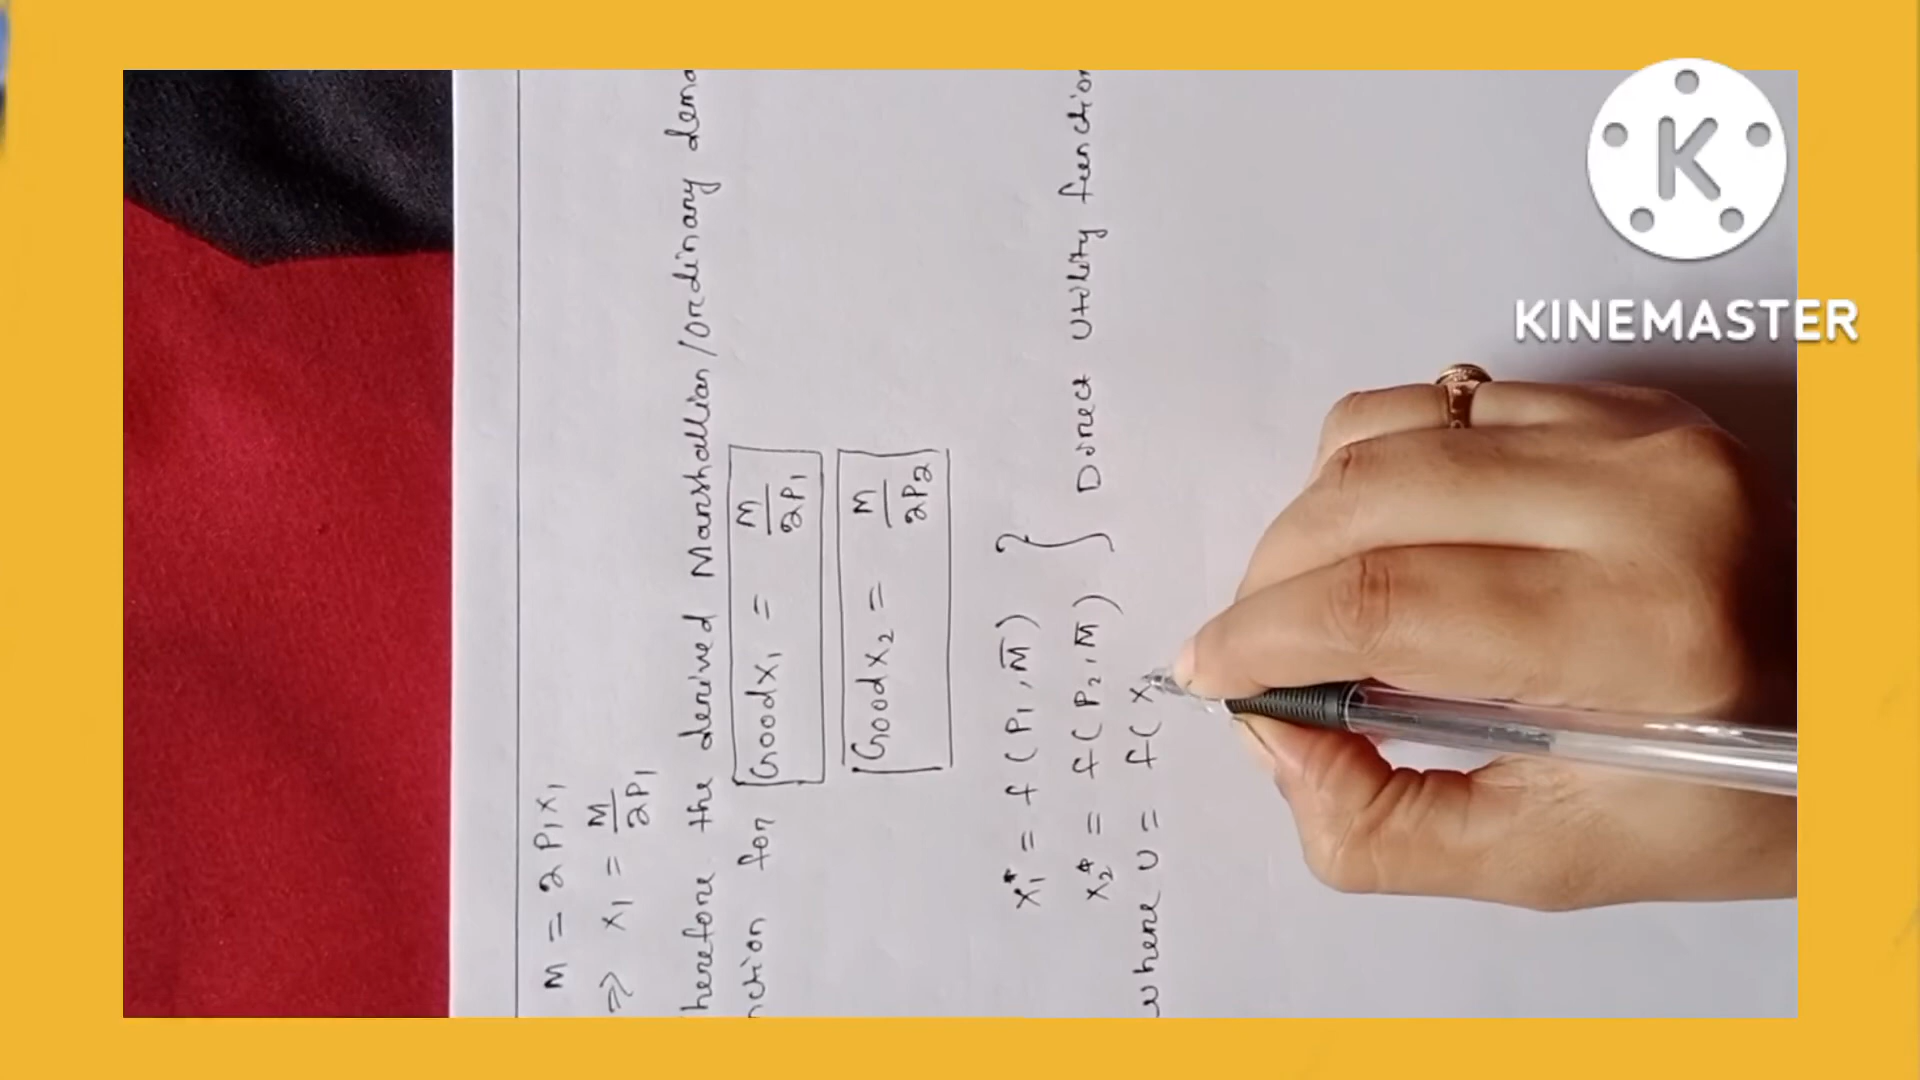 M = 2P₁x₁
⇒ x₁ = M/2P₁
herefore the derived Marshallian/Ordinary dema
nction for Good x₁ = M/2P₁
Good x₂ = M/2P₂
x₁* = f(P₁, M̅)
x₂* = f(P₂, M̅) } Direct Utility function
where U = f(x
K
KINEMASTER